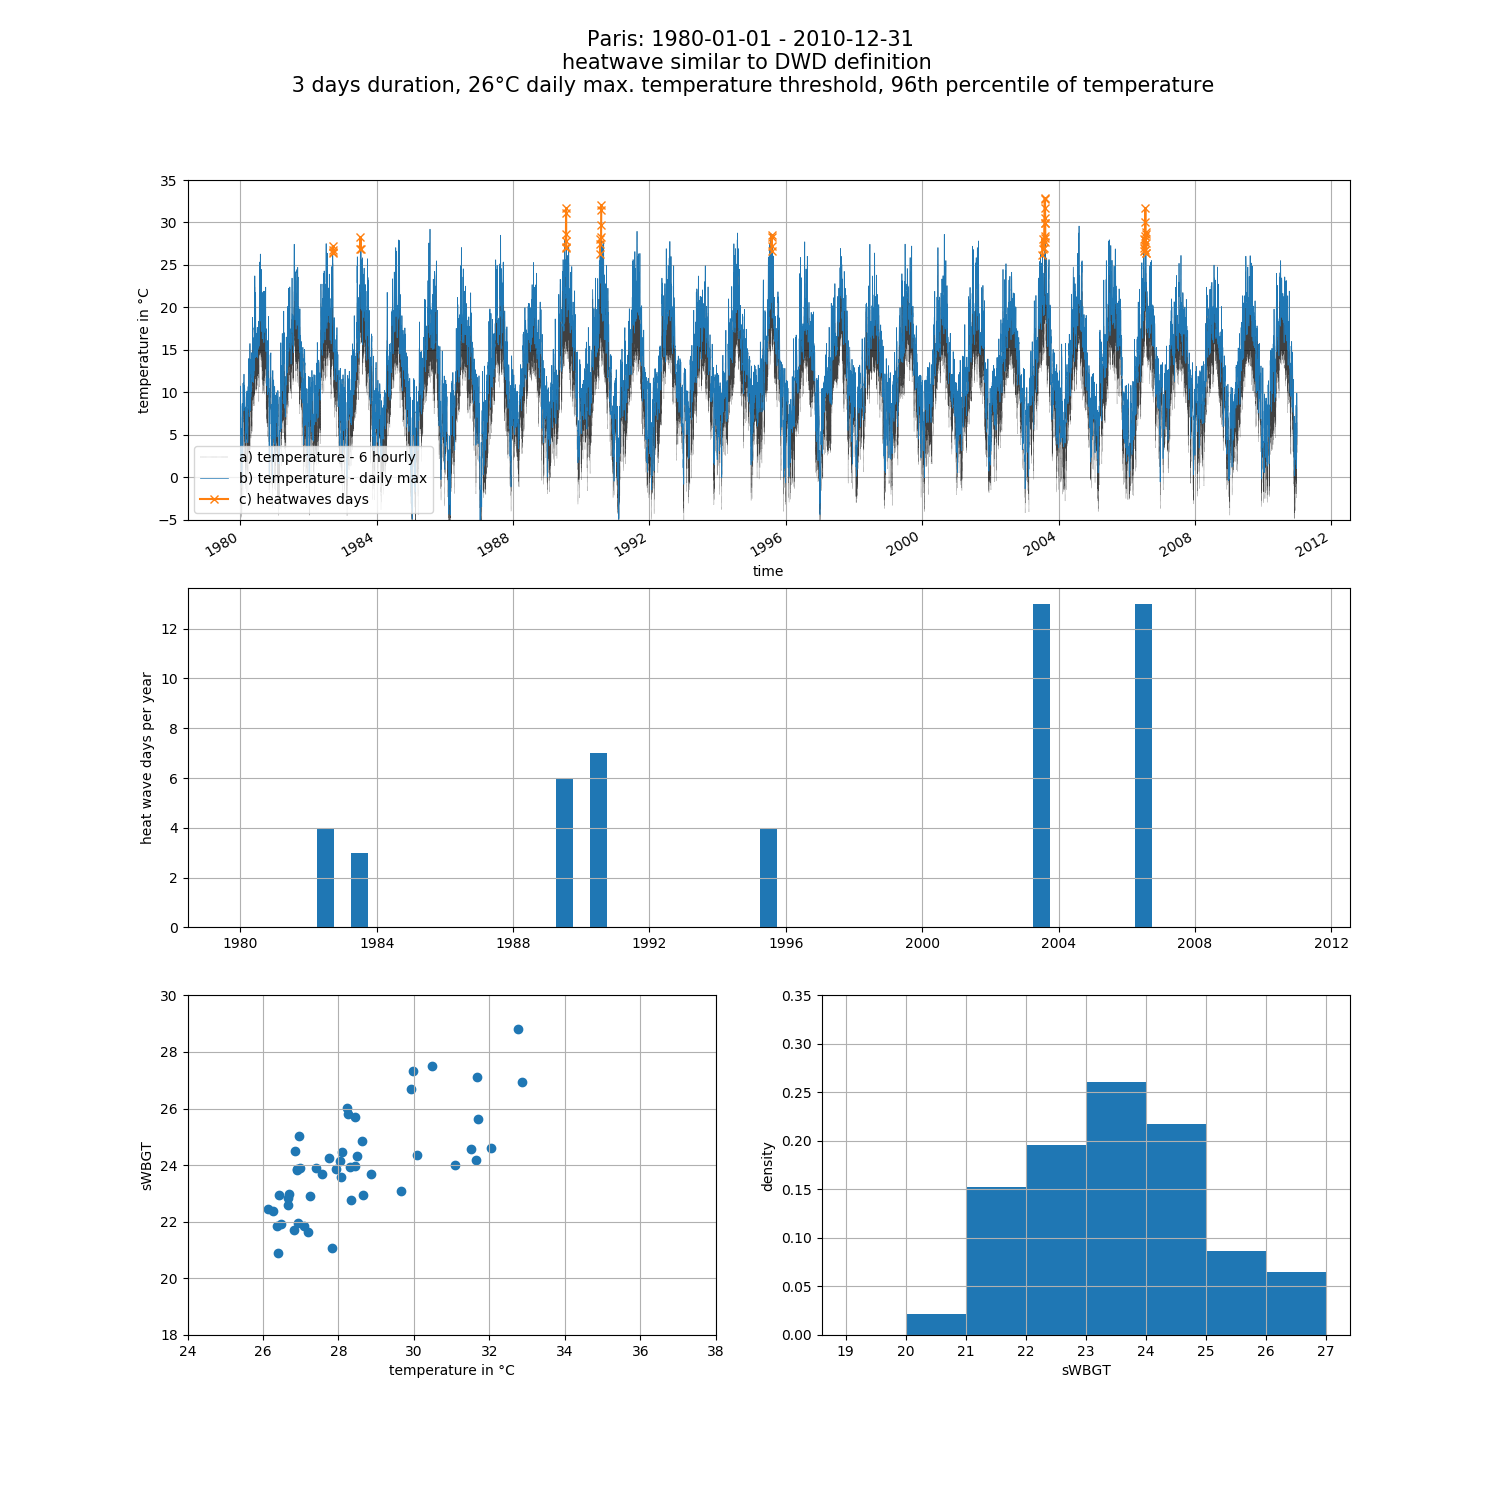 Paris: 1980-01-01 - 2010-12-31
heatwave similar to DWD definition
3 days duration, 26°C daily max. temperature threshold, 96th percentile of temperature
35
30
25
20
15
10
5
0
−5
temperature in °C
a) temperature - 6 hourly
b) temperature - daily max
c) heatwaves days
1980 1984 1988 1992 1996 2000 2004 2008 2012
time
12
10
8
6
4
2
0
heat wave days per year
1980 1984 1988 1992 1996 2000 2004 2008 2012
30
28
26
24
22
20
18
sWBGT
24 26 28 30 32 34 36 38
temperature in °C
0.35
0.30
0.25
0.20
0.15
0.10
0.05
0.00
density
19 20 21 22 23 24 25 26 27
sWBGT